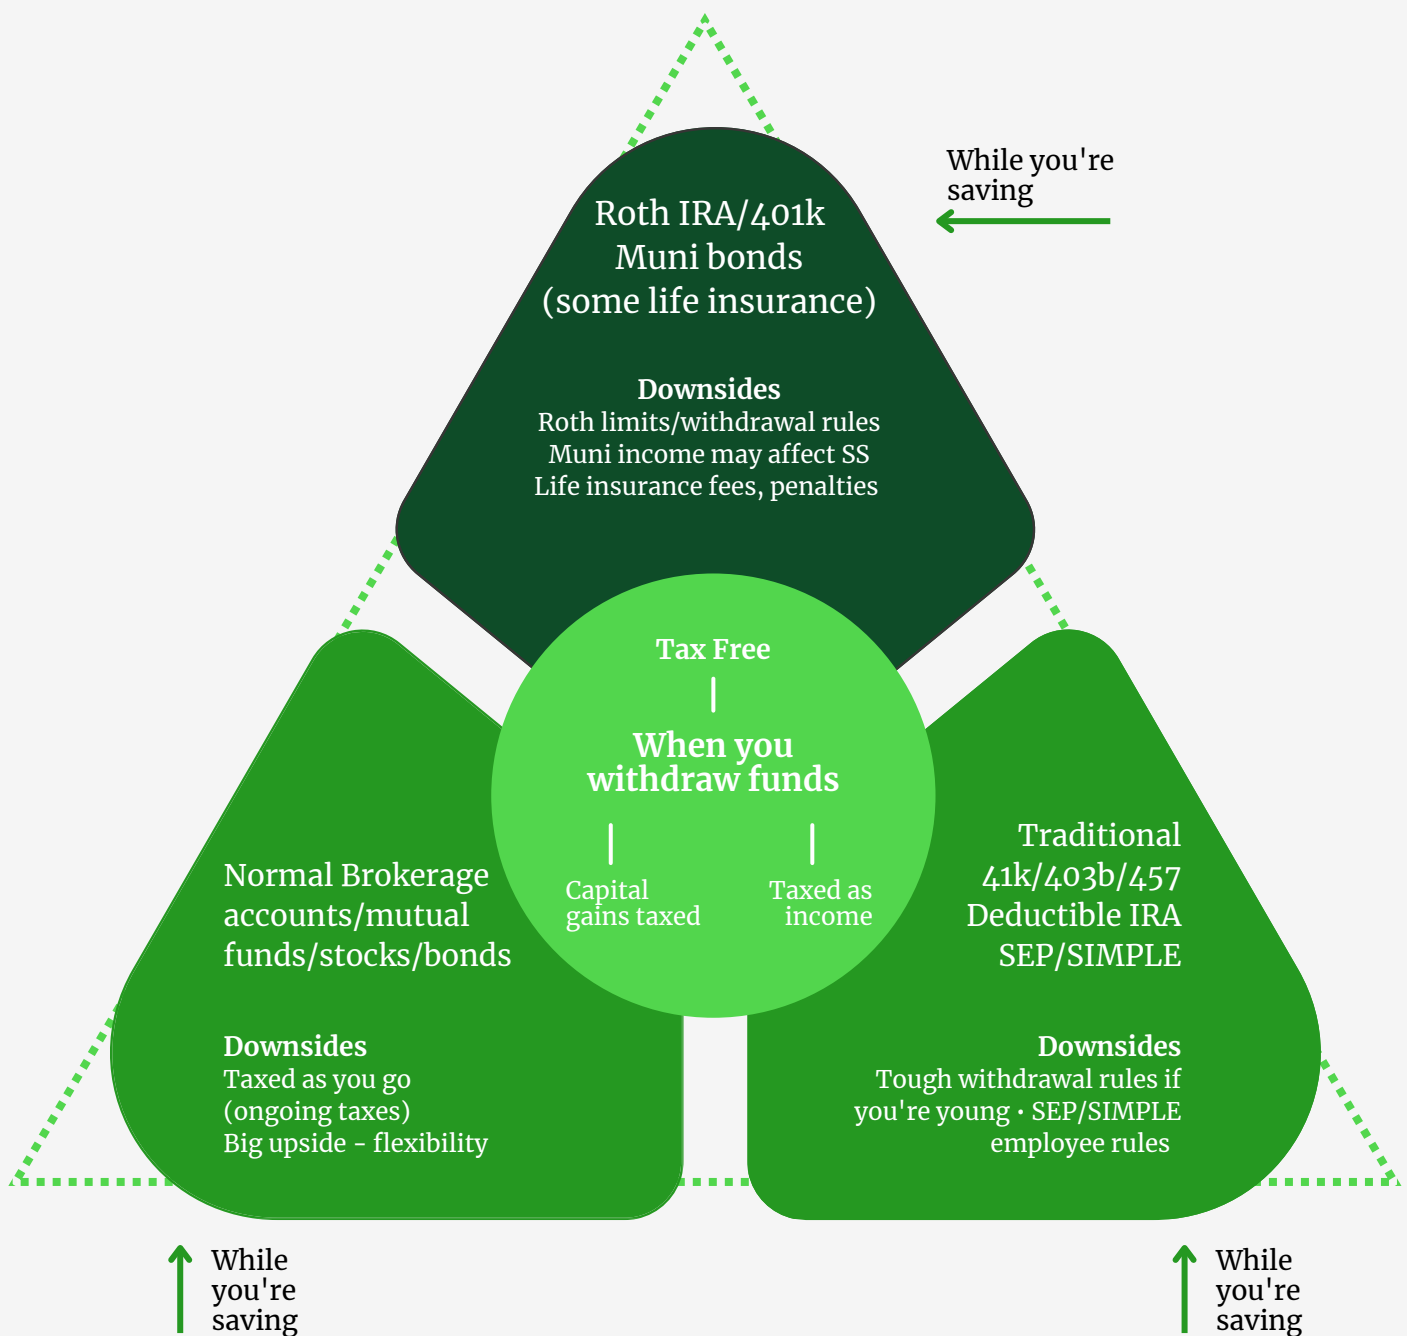 While you're
saving
Roth IRA/401k
Muni bonds
(some life insurance)
Downsides
Roth limits/withdrawal rules
Muni income may affect SS
Life insurance fees, penalties
Tax Free
When you
withdraw funds
Capital
gains taxed
Taxed as
income
Normal Brokerage
accounts/mutual
funds/stocks/bonds
Downsides
Taxed as you go
(ongoing taxes)
Big upside - flexibility
Traditional
41k/403b/457
Deductible IRA
SEP/SIMPLE
Downsides
Tough withdrawal rules if
you're young • SEP/SIMPLE
employee rules
While
you're
saving
While
you're
saving